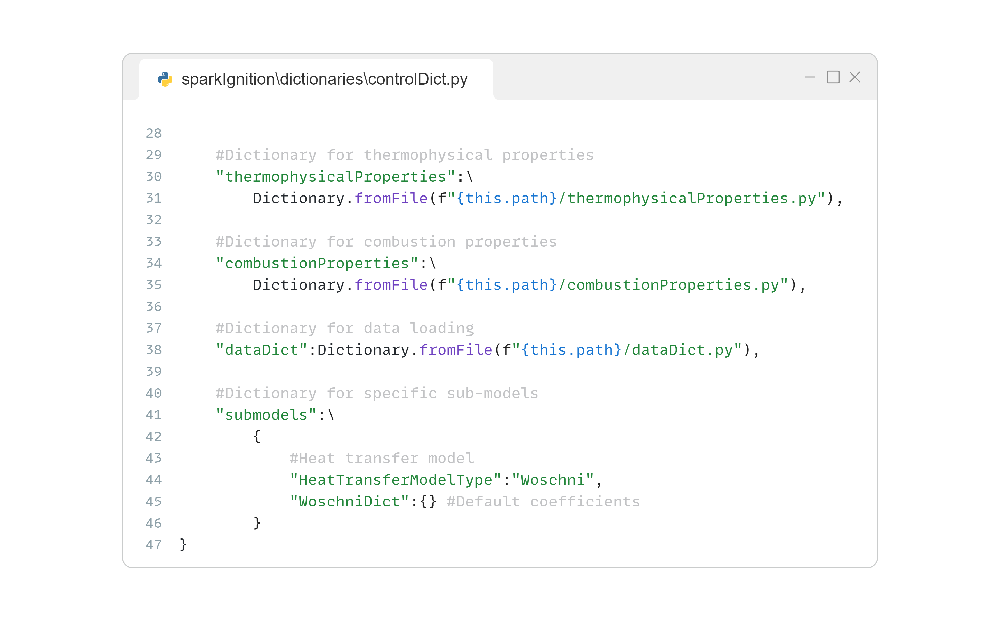 sparkIgnition\dictionaries\controlDict.py
28
29 #Dictionary for thermophysical properties
30 "thermophysicalProperties":\
31 Dictionary.fromFile(f"{this.path}/thermophysicalProperties.py"),
32
33 #Dictionary for combustion properties
34 "combustionProperties":\
35 Dictionary.fromFile(f"{this.path}/combustionProperties.py"),
36
37 #Dictionary for data loading
38 "dataDict":Dictionary.fromFile(f"{this.path}/dataDict.py"),
39
40 #Dictionary for specific sub-models
41 "submodels":\
42 {
43 #Heat transfer model
44 "HeatTransferModelType":"Woschni",
45 "WoschniDict":{} #Default coefficients
46 }
47 }